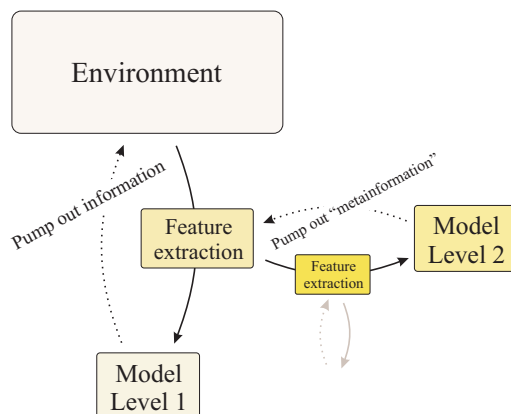 Environment
Pump out information
Pump out “metainformation”
Feature
extraction
Model
Level 2
Feature
extraction
Model
Level 1